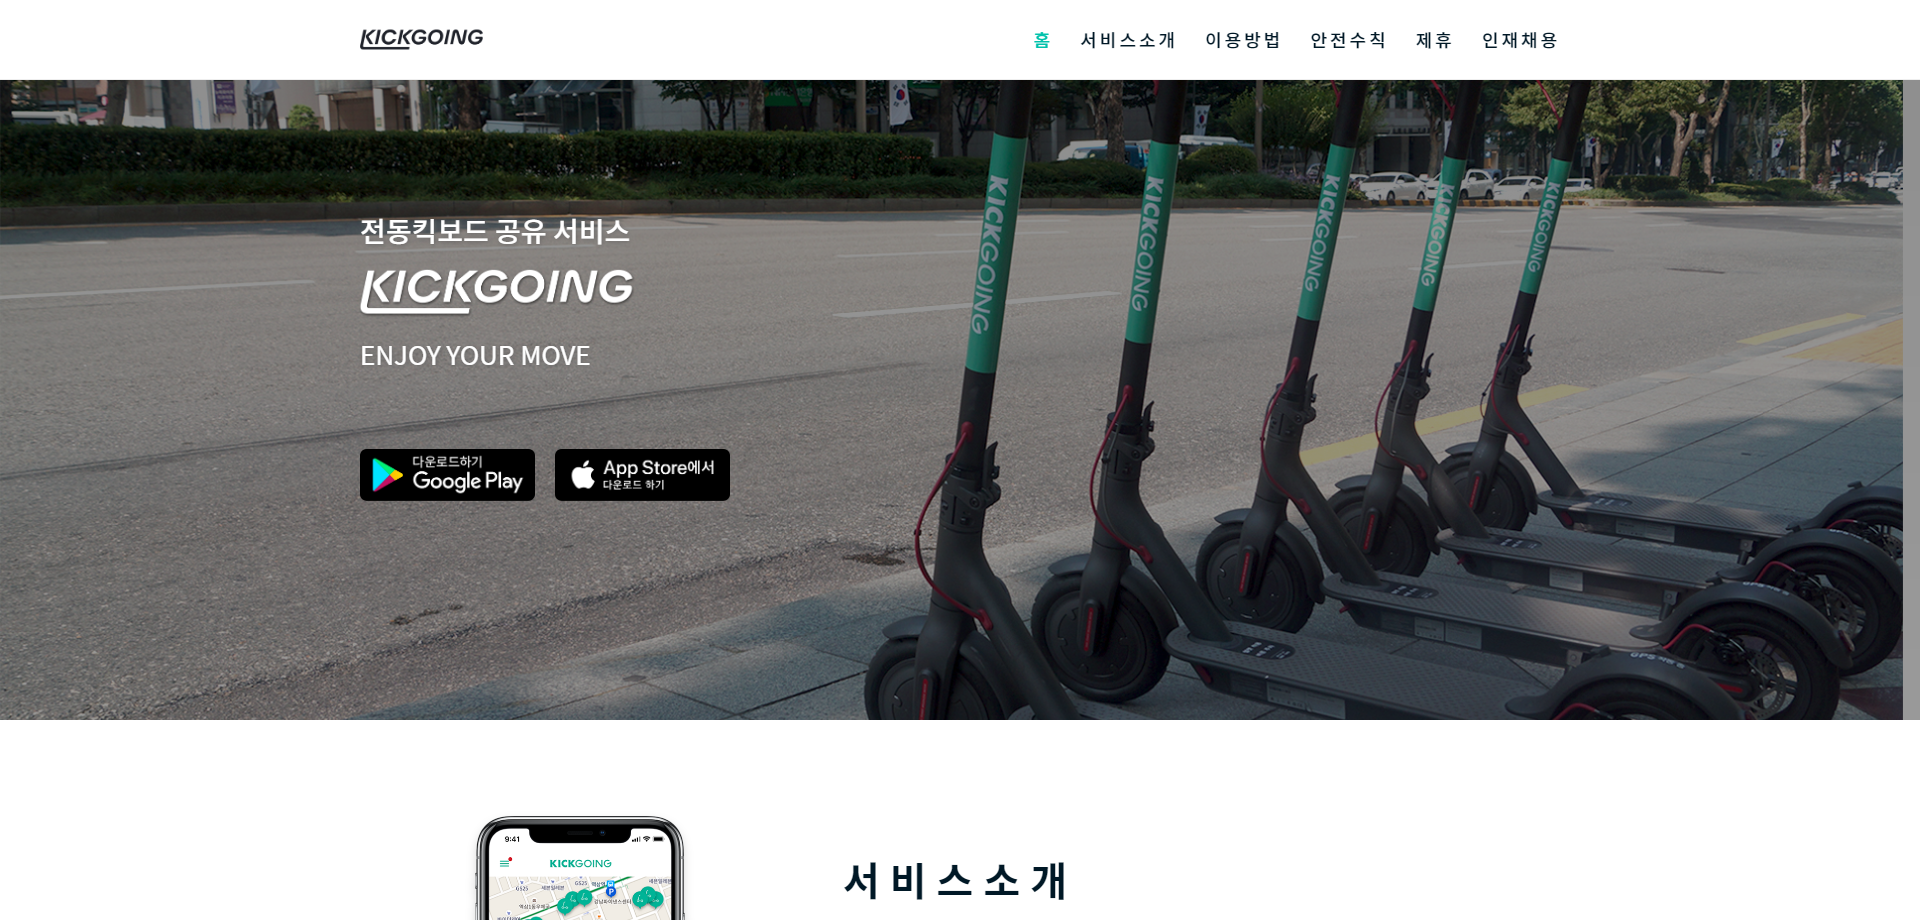 KICKGOING
홈 서비스소개 이용방법 안전수칙 제휴 인재채용
전동킥보드 공유 서비스
KICKGOING
ENJOY YOUR MOVE
다운로드하기
Google Play
App Store에서
다운로드 하기
KICKGOING
KICKGOING
KICKGOING
KICKGOING
KICKGOING
9:41
KICKGOING
GS25
GS25
서비스소개